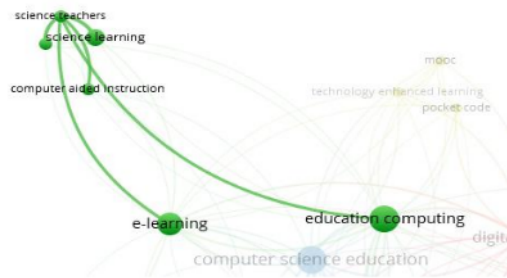 science teachers
science learning
mooc
computer aided instruction
technology enhanced learning
pocket code
e-learning
education computing
digit
computer science education